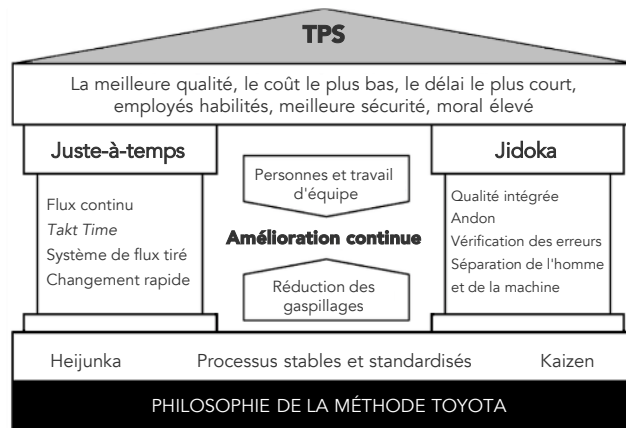 TPS
La meilleure qualité, le coût le plus bas, le délai le plus court,
employés habilités, meilleure sécurité, moral élevé
Juste-à-temps
Flux continu
Takt Time
Système de flux tiré
Changement rapide
Personnes et travail
d'équipe
Amélioration continue
Réduction des
gaspillages
Jidoka
Qualité intégrée
Andon
Vérification des erreurs
Séparation de l'homme
et de la machine
Heijunka Processus stables et standardisés Kaizen
PHILOSOPHIE DE LA MÉTHODE TOYOTA